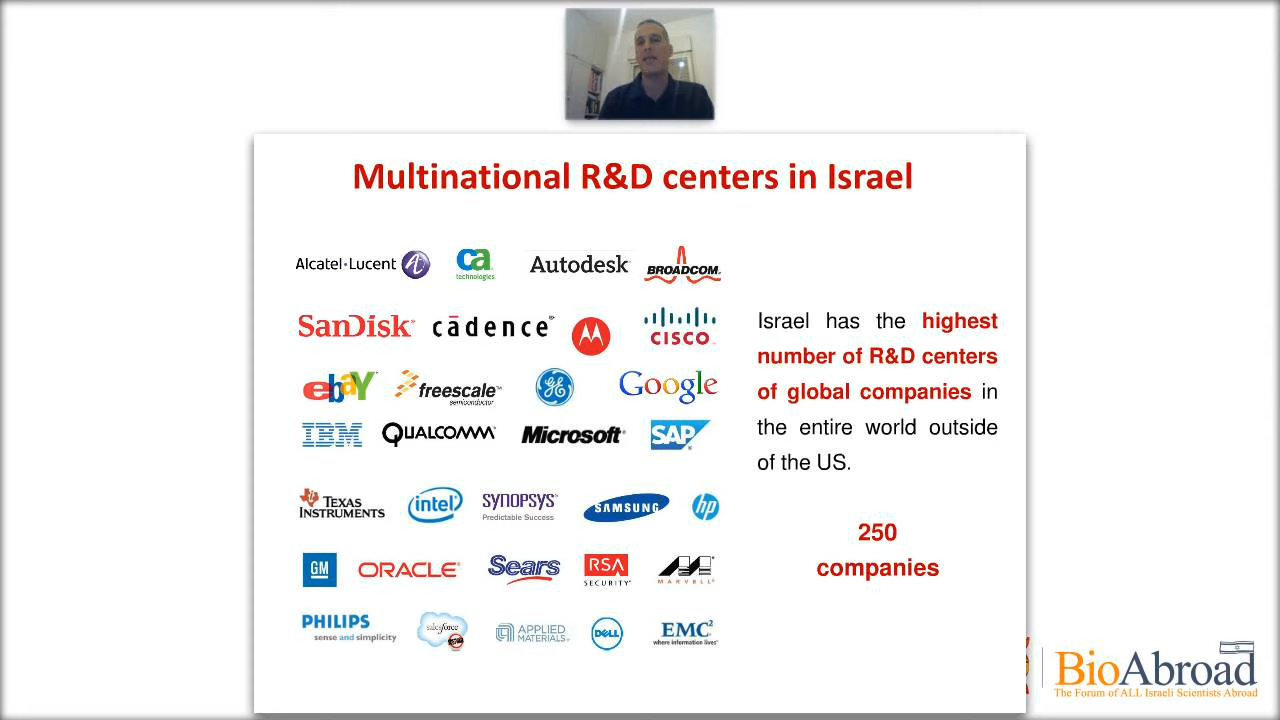 Multinational R&D centers in Israel
Alcatel·Lucent
ca
technologies
Autodesk
BROADCOM.
SanDisk
cādence
CISCO
ebaY
freescale
semiconductor
GE
Google
IBM
QUALCOMM
Microsoft
SAP
TEXAS
INSTRUMENTS
intel
SYNOPSYS
Predictable Success
SAMSUNG
hp
GM
ORACLE
Sears
RSA
SECURITY
MARVELL
PHILIPS
sense and simplicity
salesforce
APPLIED
MATERIALS
DELL
EMC²
where information lives
Israel has the highest
number of R&D centers
of global companies in
the entire world outside
of the US.
250
companies
BioAbroad
The Forum of ALL Israeli Scientists Abroad